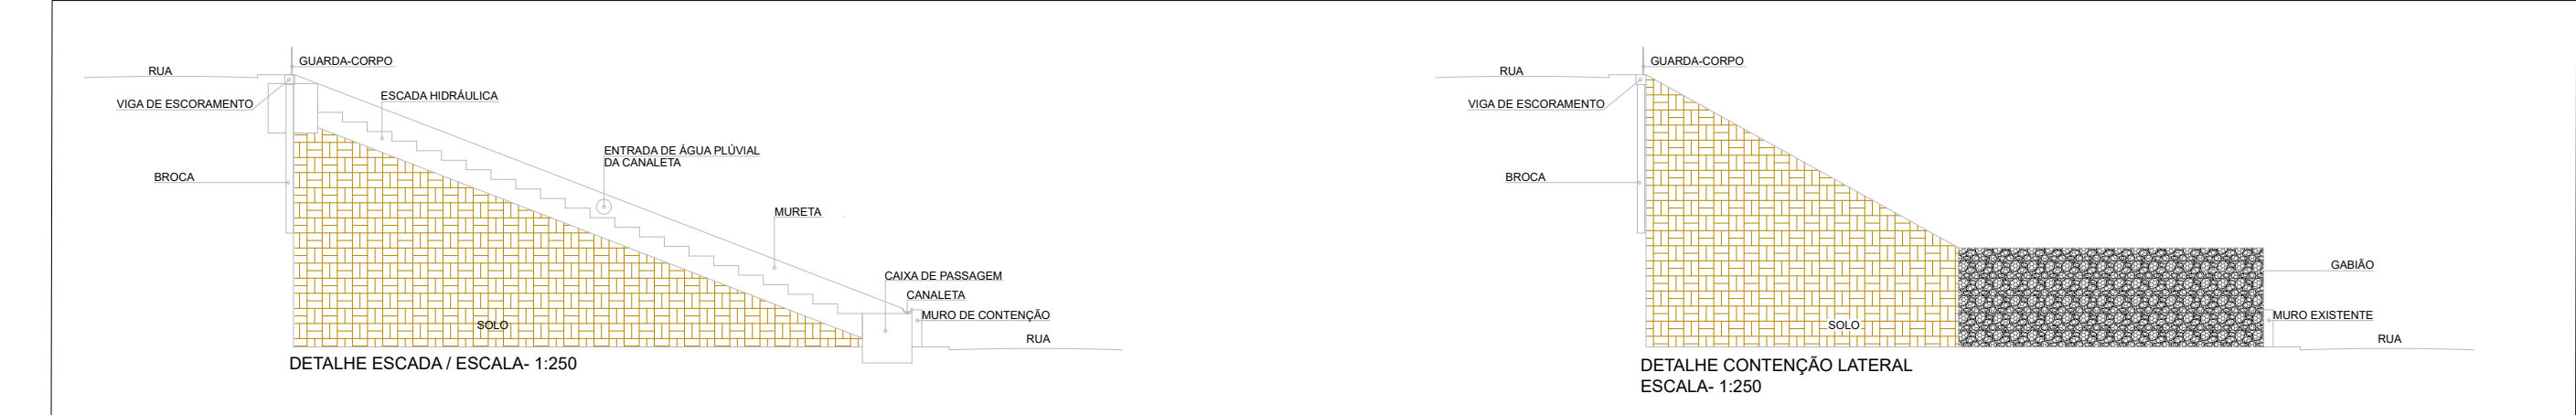 GUARDA-CORPO
RUA
ESCADA HIDRÁULICA
VIGA DE ESCORAMENTO
ENTRADA DE ÁGUA PLÚVIAL
DA CANALETA
BROCA
MURETA
CAIXA DE PASSAGEM
CANALETA
MURO DE CONTENÇÃO
SOLO
RUA
DETALHE ESCADA / ESCALA- 1:250
GUARDA-CORPO
RUA
VIGA DE ESCORAMENTO
BROCA
GABIÃO
MURO EXISTENTE
SOLO
RUA
DETALHE CONTENÇÃO LATERAL
ESCALA- 1:250